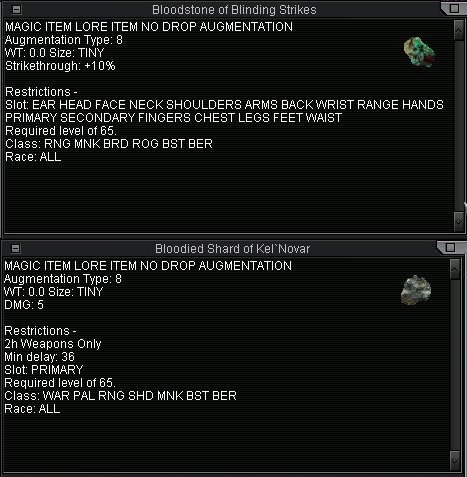 Bloodstone of Blinding Strikes
MAGIC ITEM LORE ITEM NO DROP AUGMENTATION
Augmentation Type: 8
WT: 0.0 Size: TINY
Strikethrough: +10%
Restrictions -
Slot: EAR HEAD FACE NECK SHOULDERS ARMS BACK WRIST RANGE HANDS
PRIMARY SECONDARY FINGERS CHEST LEGS FEET WAIST
Required level of 65.
Class: RNG MNK BRD ROG BST BER
Race: ALL
Bloodied Shard of Kel`Novar
MAGIC ITEM LORE ITEM NO DROP AUGMENTATION
Augmentation Type: 8
WT: 0.0 Size: TINY
DMG: 5
Restrictions -
2h Weapons Only
Min delay: 36
Slot: PRIMARY
Required level of 65.
Class: WAR PAL RNG SHD MNK BST BER
Race: ALL